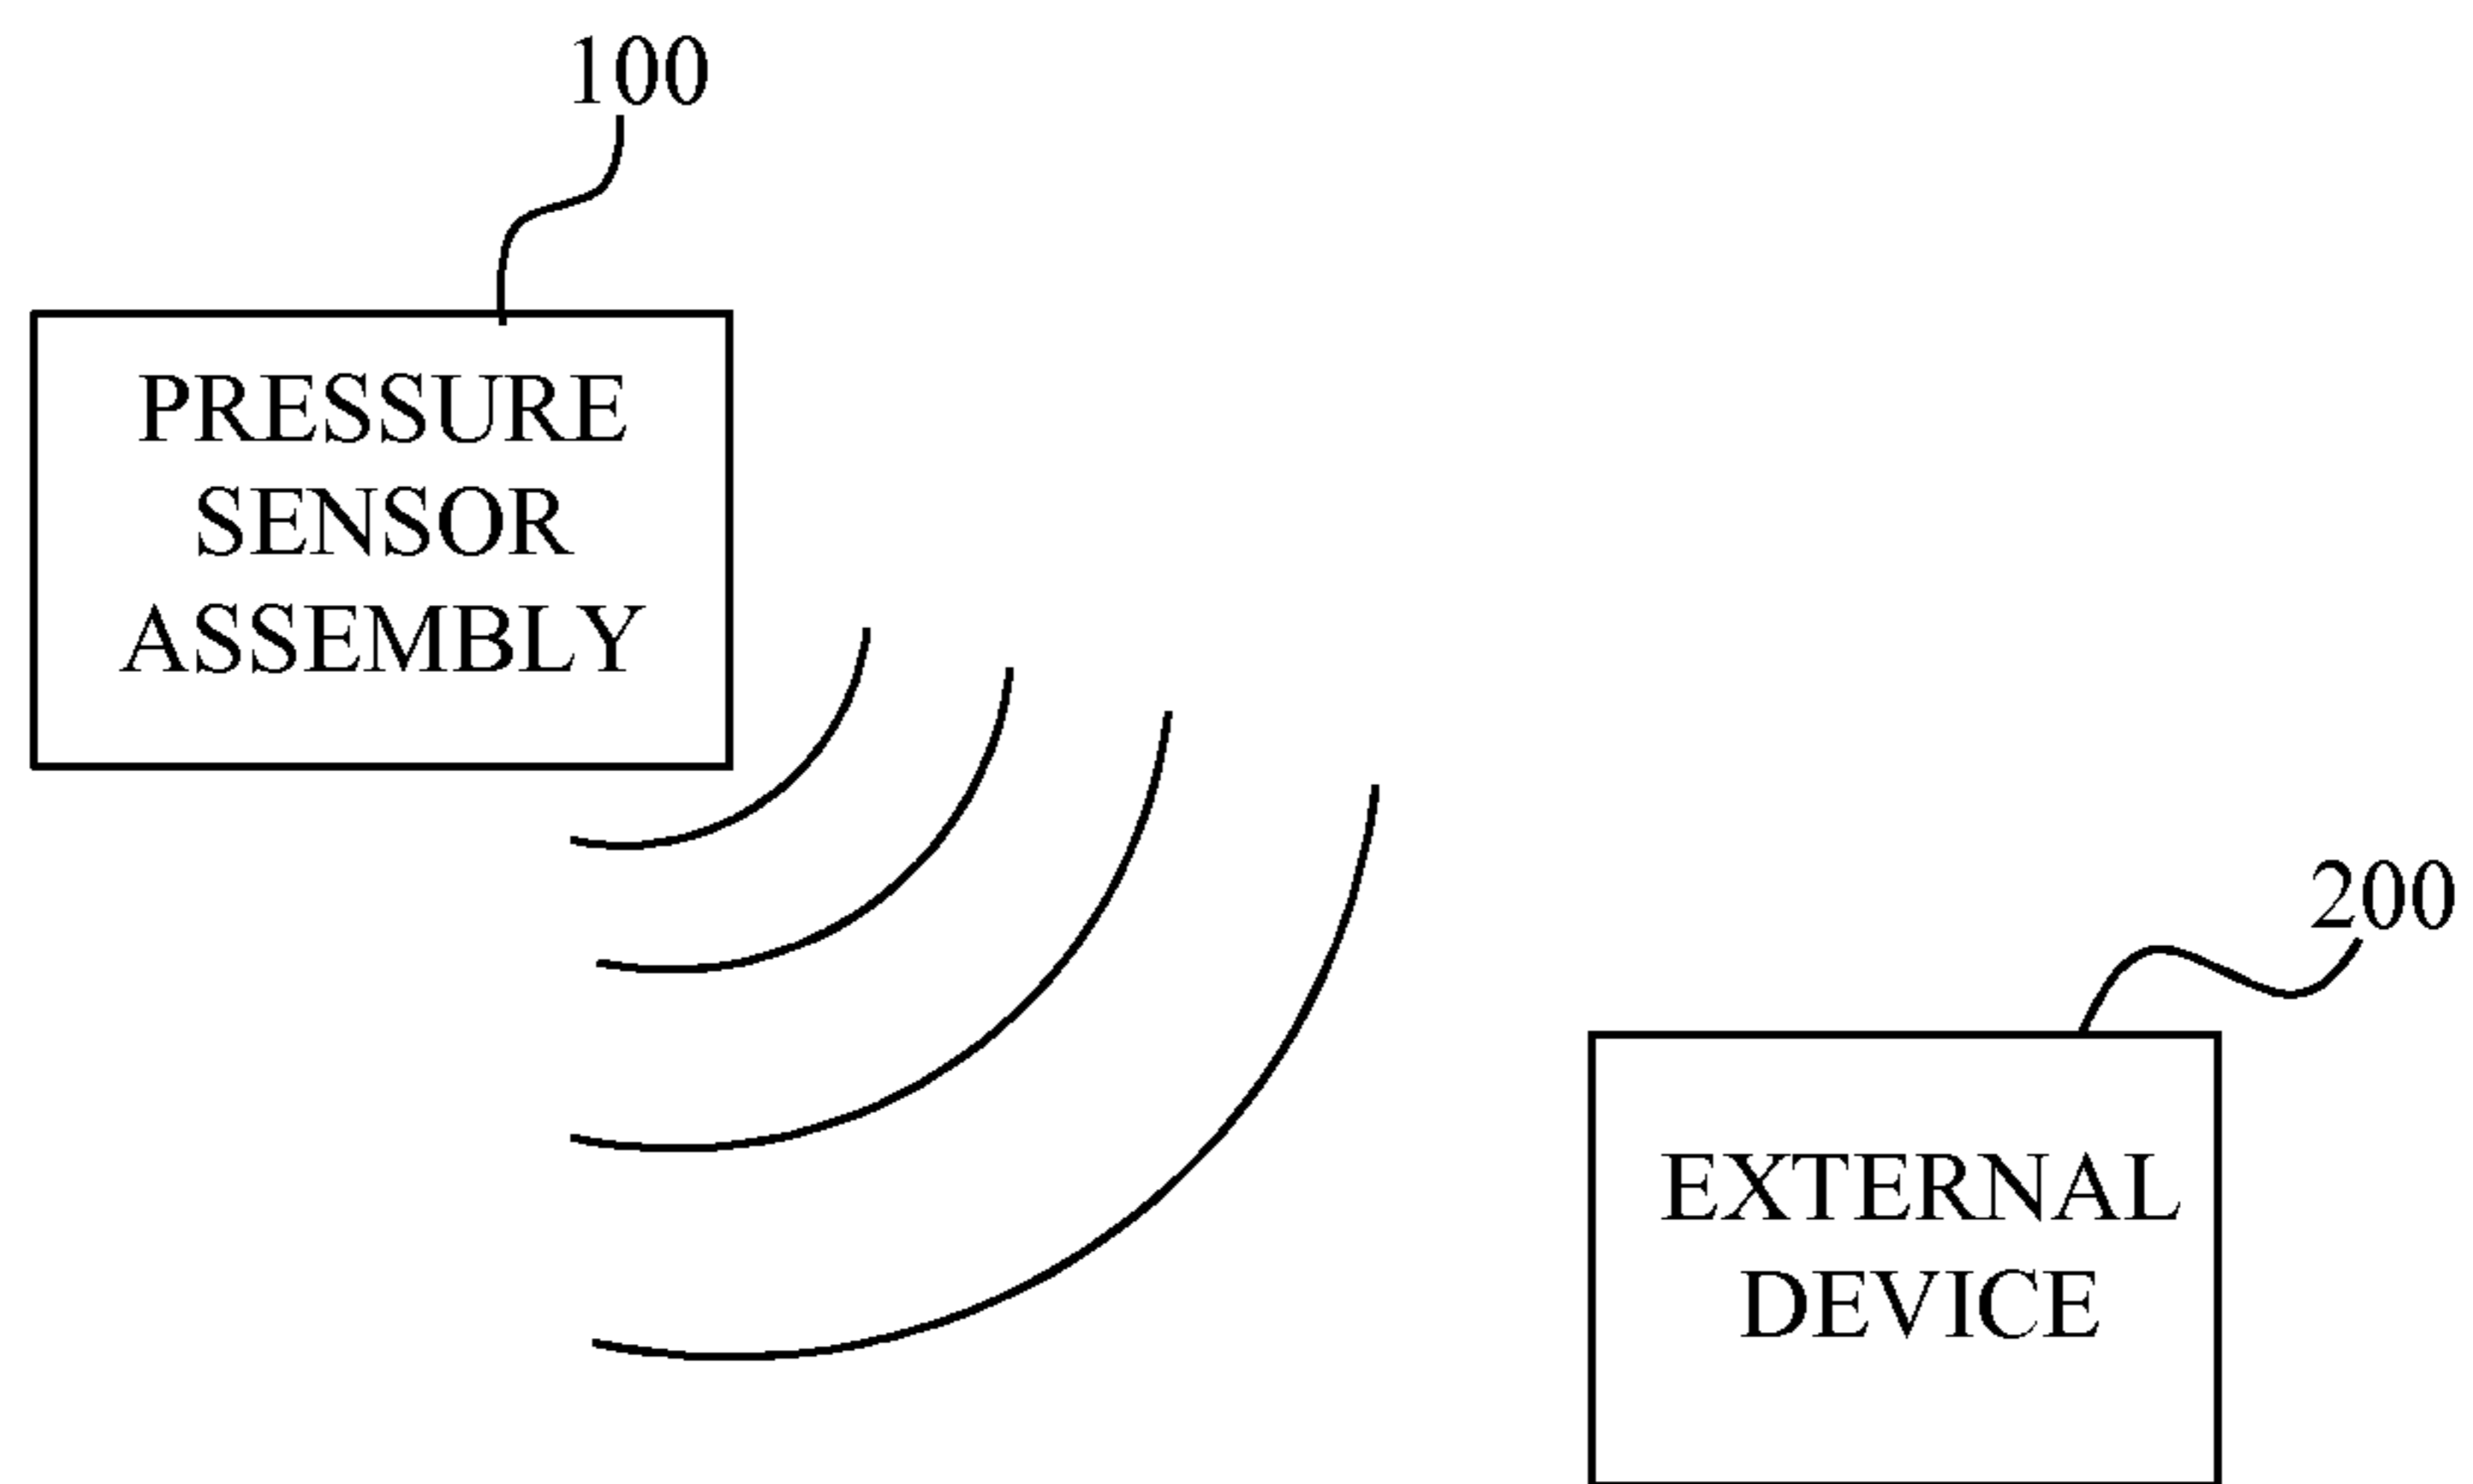 100
PRESSURE
SENSOR
ASSEMBLY
200
EXTERNAL
DEVICE